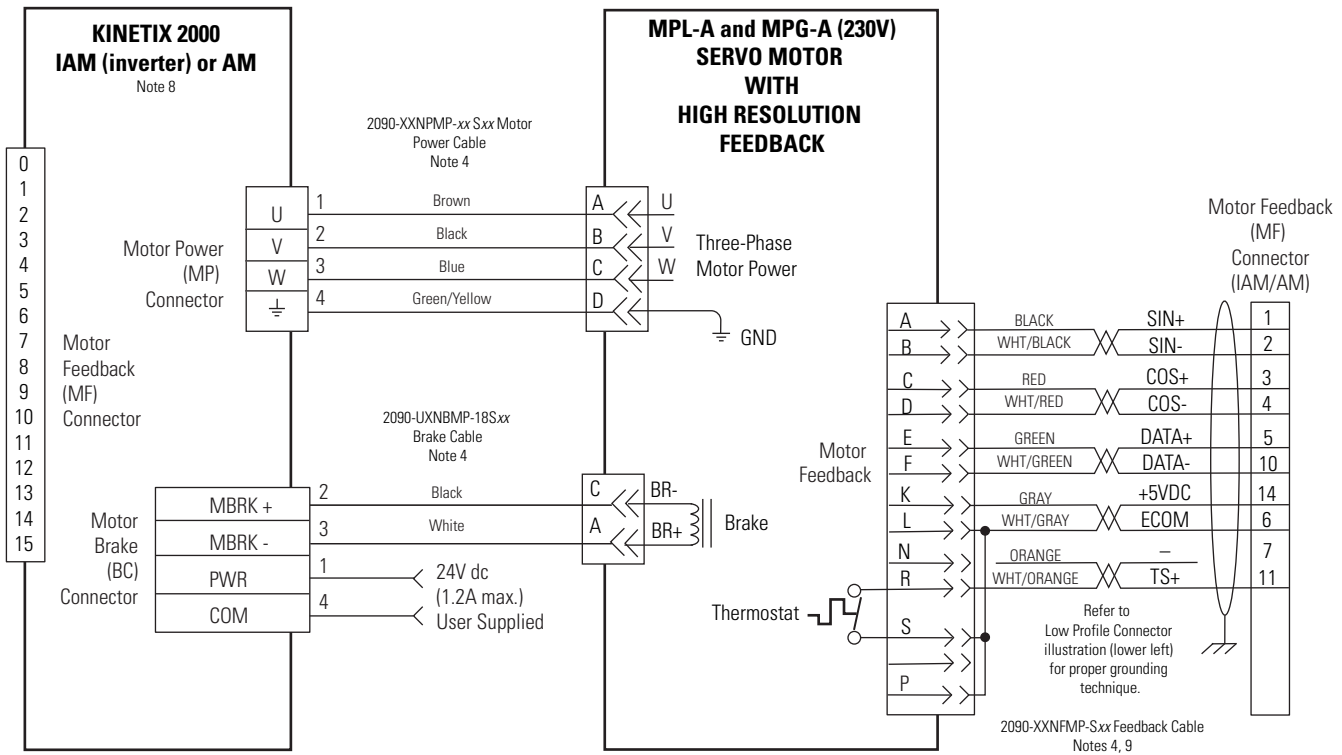 KINETIX 2000
IAM (inverter) or AM
Note 8
0
1
2
3
4
5
6
7
8
9
10
11
12
13
14
15
Motor
Feedback
(MF)
Connector
Motor Power
(MP)
Connector
U
V
W
1
2
3
4
2090-XXNPMP-xx Sxx Motor
Power Cable
Note 4
Brown
Black
Blue
Green/Yellow
Motor
Brake
(BC)
Connector
MBRK +
MBRK -
PWR
COM
2
3
1
4
2090-UXNBMP-18Sxx
Brake Cable
Note 4
Black
White
24V dc
(1.2A max.)
User Supplied
MPL-A and MPG-A (230V)
SERVO MOTOR
WITH
HIGH RESOLUTION
FEEDBACK
A
B
C
D
U
V
W
Three-Phase
Motor Power
GND
C
A
BR-
BR+
Brake
Motor
Feedback
Thermostat
A
B
C
D
E
F
K
L
N
R
S
P
BLACK
WHT/BLACK
RED
WHT/RED
GREEN
WHT/GREEN
GRAY
WHT/GRAY
ORANGE
WHT/ORANGE
SIN+
SIN-
COS+
COS-
DATA+
DATA-
+5VDC
ECOM
–
TS+
Motor Feedback
(MF)
Connector
(IAM/AM)
1
2
3
4
5
10
14
6
7
11
Refer to
Low Profile Connector
illustration (lower left)
for proper grounding
technique.
2090-XXNFMP-Sxx Feedback Cable
Notes 4, 9